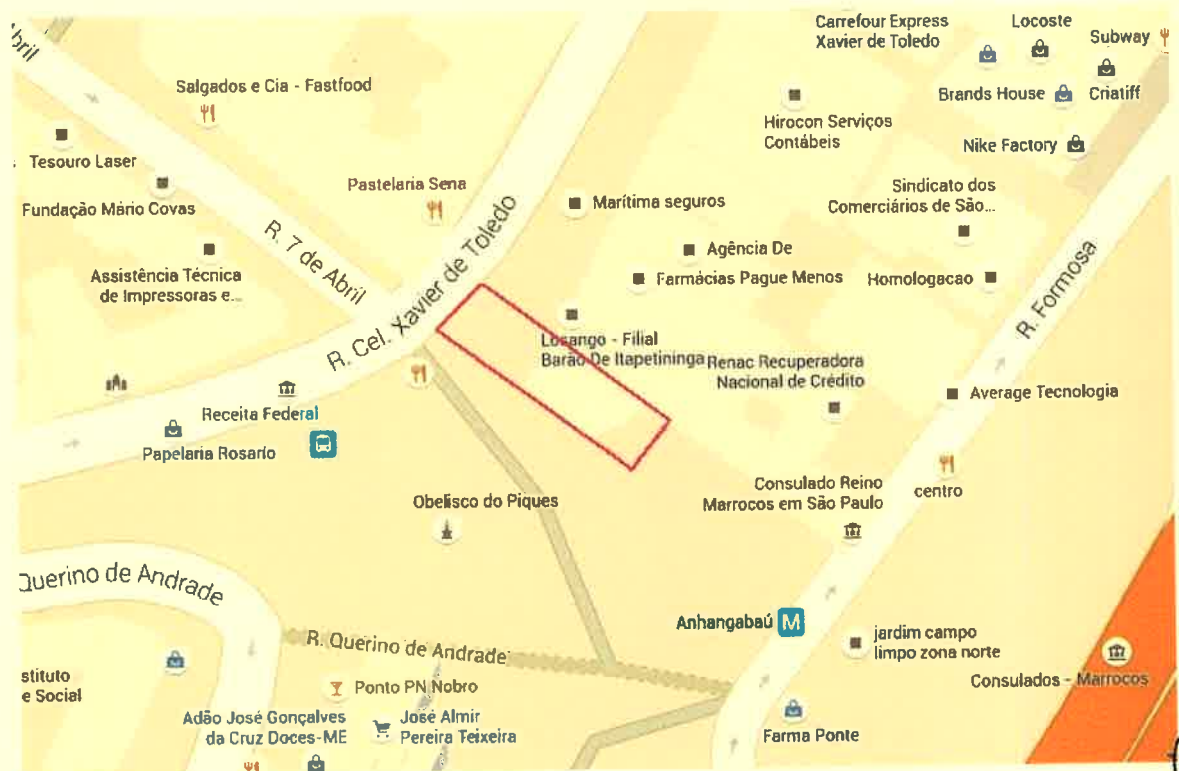 Carrefour Express
Xavier de Toledo
Locoste
Subway
Salgados e Cia - Fastfood
Brands House
Criatiff
Hirocon Serviços
Contábeis
Nike Factory
Tesouro Laser
Fundação Mário Covas
Pastelaria Sena
Marítima seguros
Sindicato dos
Comerciários de São...
R. 7 de Abril
R. Cel. Xavier de Toledo
Agência De
Farmácias Pague Menos
Homologacao
Assistência Técnica
de Impressoras e...
R. Formosa
Losango - Filial
Barão De Itapetininga
Renac Recuperadora
Nacional de Crédito
Average Tecnologia
Receita Federal
Papelaria Rosario
Obelisco do Piques
Consulado Reino
Marrocos em São Paulo
centro
Querino de Andrade
Anhangabaú
M
R. Querino de Andrade
jardim campo
limpo zona norte
Consulados - Marrocos
stituto
e Social
Ponto PN Nobro
Adão José Gonçalves
da Cruz Doces-ME
José Almir
Pereira Teixeira
Farma Ponte